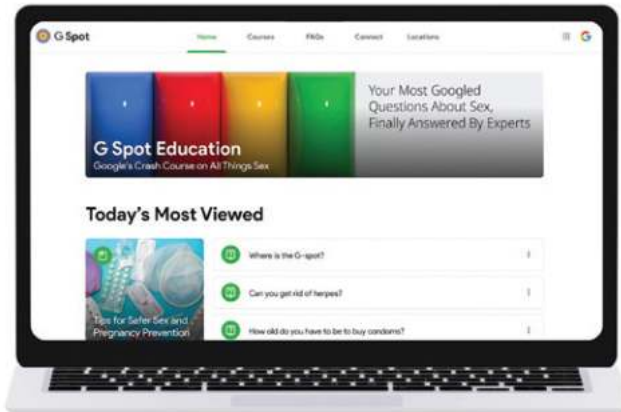 G Spot
Home Courses FAQs Connect Locations
G
Your Most Googled
Questions About Sex,
Finally Answered By Experts
G Spot Education
Google's Crash Course on All Things Sex
Today's Most Viewed
Where is the G-spot?
Can you get rid of herpes?
Tips for Safer Sex and
Pregnancy Prevention
How old do you have to be to buy condoms?